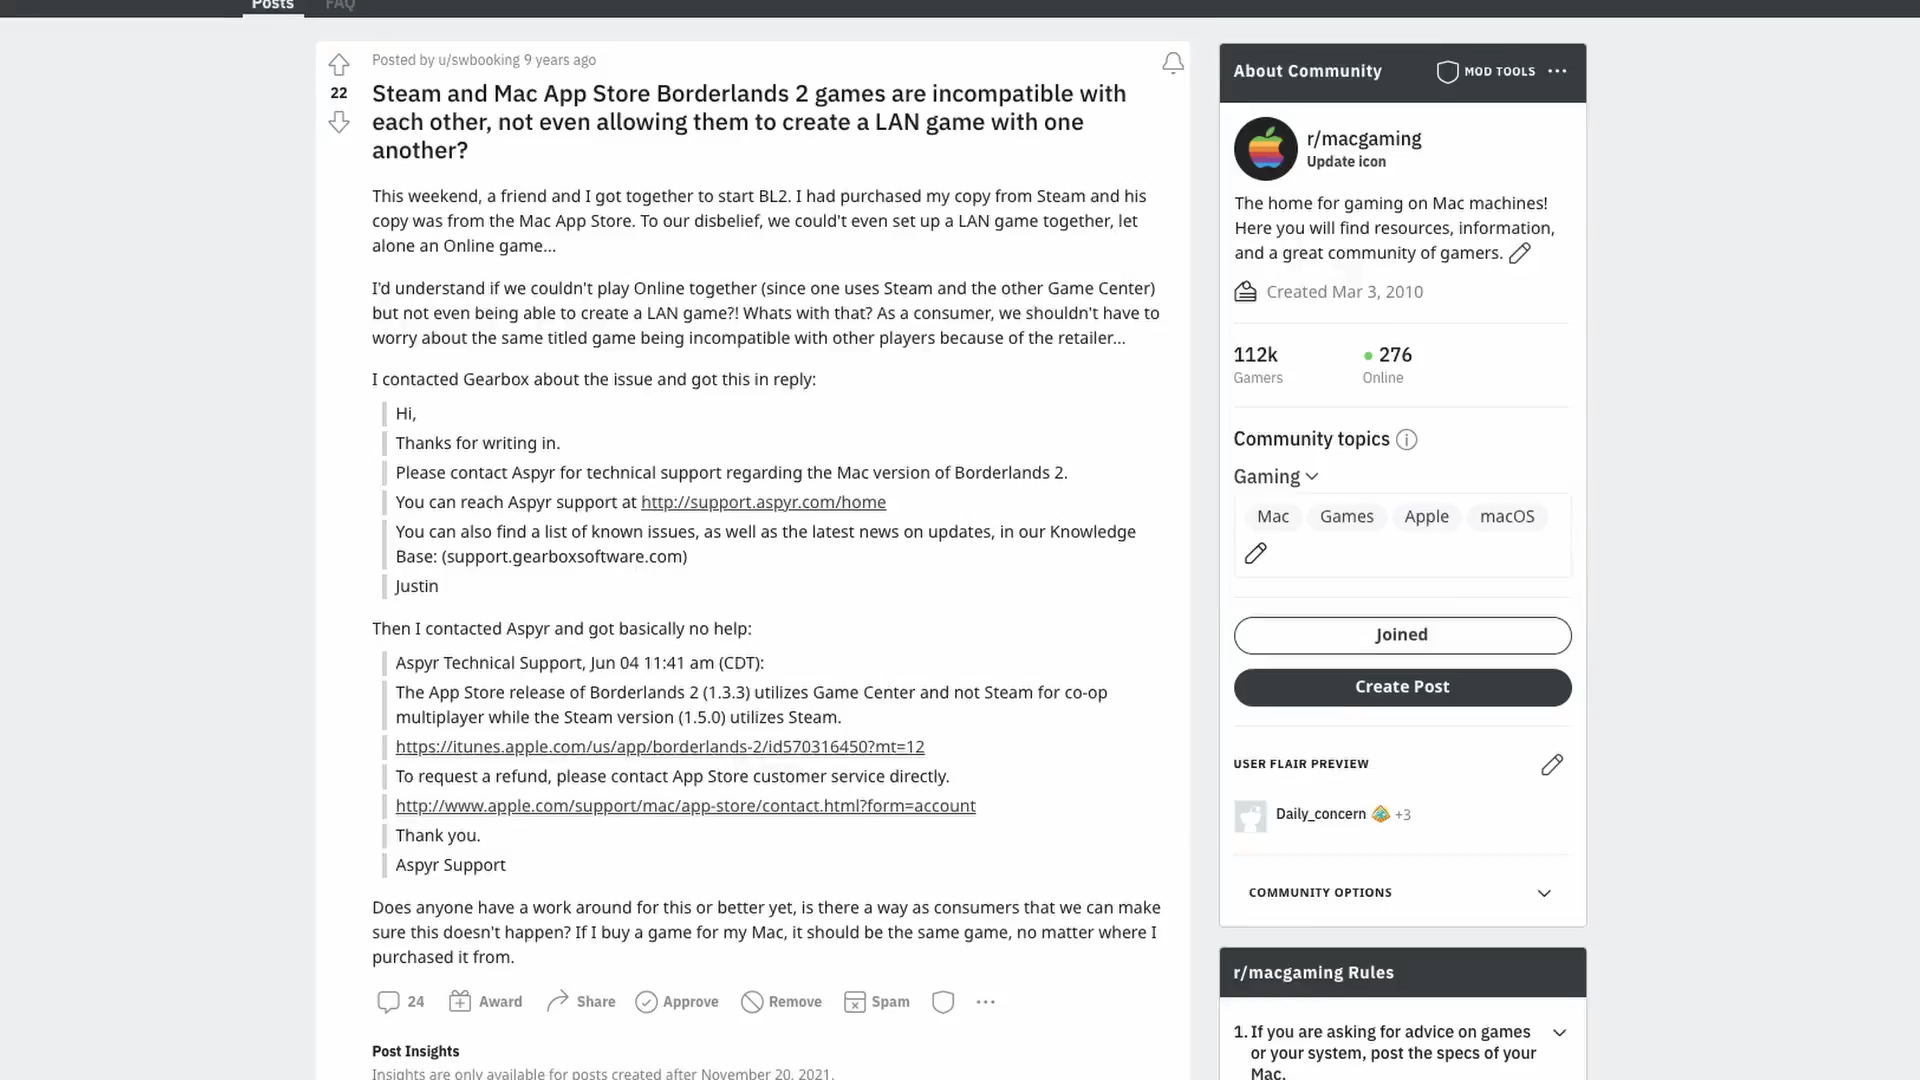 Posts FAQ
Posted by u/swbooking 9 years ago
22
Steam and Mac App Store Borderlands 2 games are incompatible with
each other, not even allowing them to create a LAN game with one
another?
This weekend, a friend and I got together to start BL2. I had purchased my copy from Steam and his
copy was from the Mac App Store. To our disbelief, we could't even set up a LAN game together, let
alone an Online game...
I'd understand if we couldn't play Online together (since one uses Steam and the other Game Center)
but not even being able to create a LAN game?! Whats with that? As a consumer, we shouldn't have to
worry about the same titled game being incompatible with other players because of the retailer...
I contacted Gearbox about the issue and got this in reply:
Hi,
Thanks for writing in.
Please contact Aspyr for technical support regarding the Mac version of Borderlands 2.
You can reach Aspyr support at http://support.aspyr.com/home
You can also find a list of known issues, as well as the latest news on updates, in our Knowledge
Base: (support.gearboxsoftware.com)
Justin
Then I contacted Aspyr and got basically no help:
Aspyr Technical Support, Jun 04 11:41 am (CDT):
The App Store release of Borderlands 2 (1.3.3) utilizes Game Center and not Steam for co-op
multiplayer while the Steam version (1.5.0) utilizes Steam.
https://itunes.apple.com/us/app/borderlands-2/id570316450?mt=12
To request a refund, please contact App Store customer service directly.
http://www.apple.com/support/mac/app-store/contact.html?form=account
Thank you.
Aspyr Support
Does anyone have a work around for this or better yet, is there a way as consumers that we can make
sure this doesn't happen? If I buy a game for my Mac, it should be the same game, no matter where I
purchased it from.
24 Award Share Approve Remove Spam
Post Insights
Insights are only available for posts created after November 20, 2021.
About Community MOD TOOLS
r/macgaming
Update icon
The home for gaming on Mac machines!
Here you will find resources, information,
and a great community of gamers.
Created Mar 3, 2010
112k 276
Gamers Online
Community topics
Gaming
Mac Games Apple macOS
Joined
Create Post
USER FLAIR PREVIEW
Daily_concern +3
COMMUNITY OPTIONS
r/macgaming Rules
1. If you are asking for advice on games
or your system, post the specs of your
Mac.